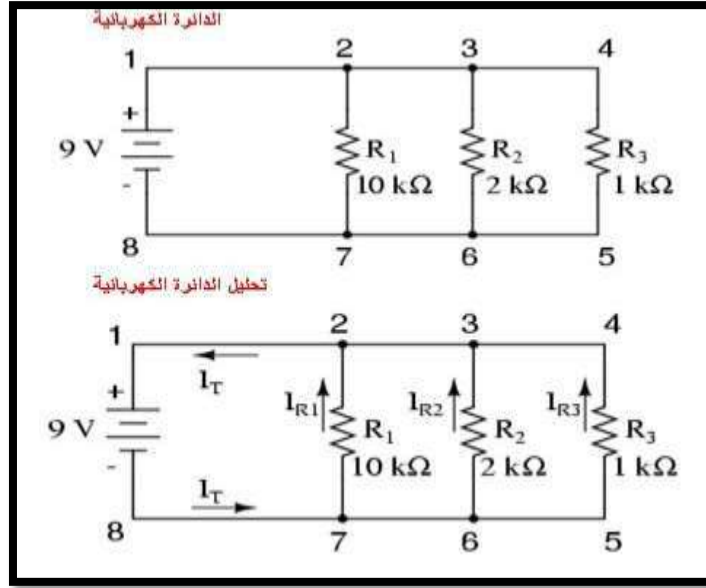 الدائرة الكهربائية
1 2 3 4
+
9 V
R1 R2 R3
10 kΩ 2 kΩ 1 kΩ
-
8 7 6 5
تحليل الدائرة الكهربائية
1 2 3 4
IT
+
IR1 IR2 IR3
9 V
R1 R2 R3
10 kΩ 2 kΩ 1 kΩ
-
IT
8 7 6 5